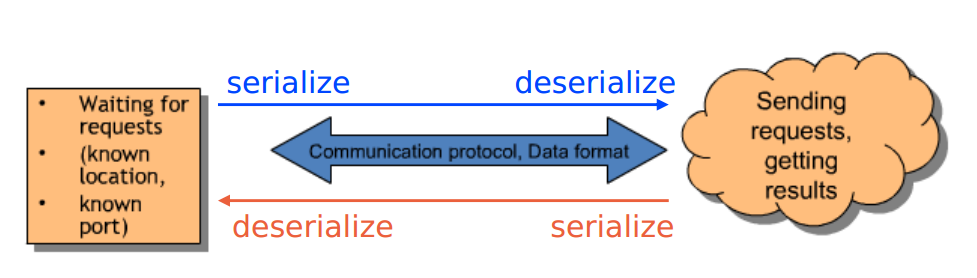 serialize deserialize
• Waiting for
requests
• (known
location,
• known
port)
Communication protocol, Data format
Sending
requests,
getting
results
deserialize serialize